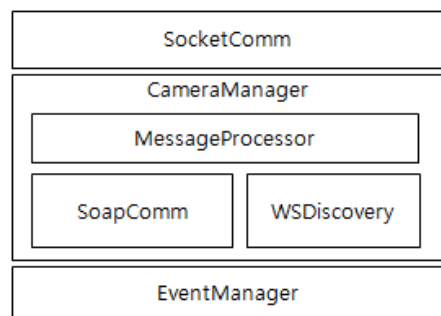 SocketComm
CameraManager
MessageProcessor
SoapComm
WSDiscovery
EventManager